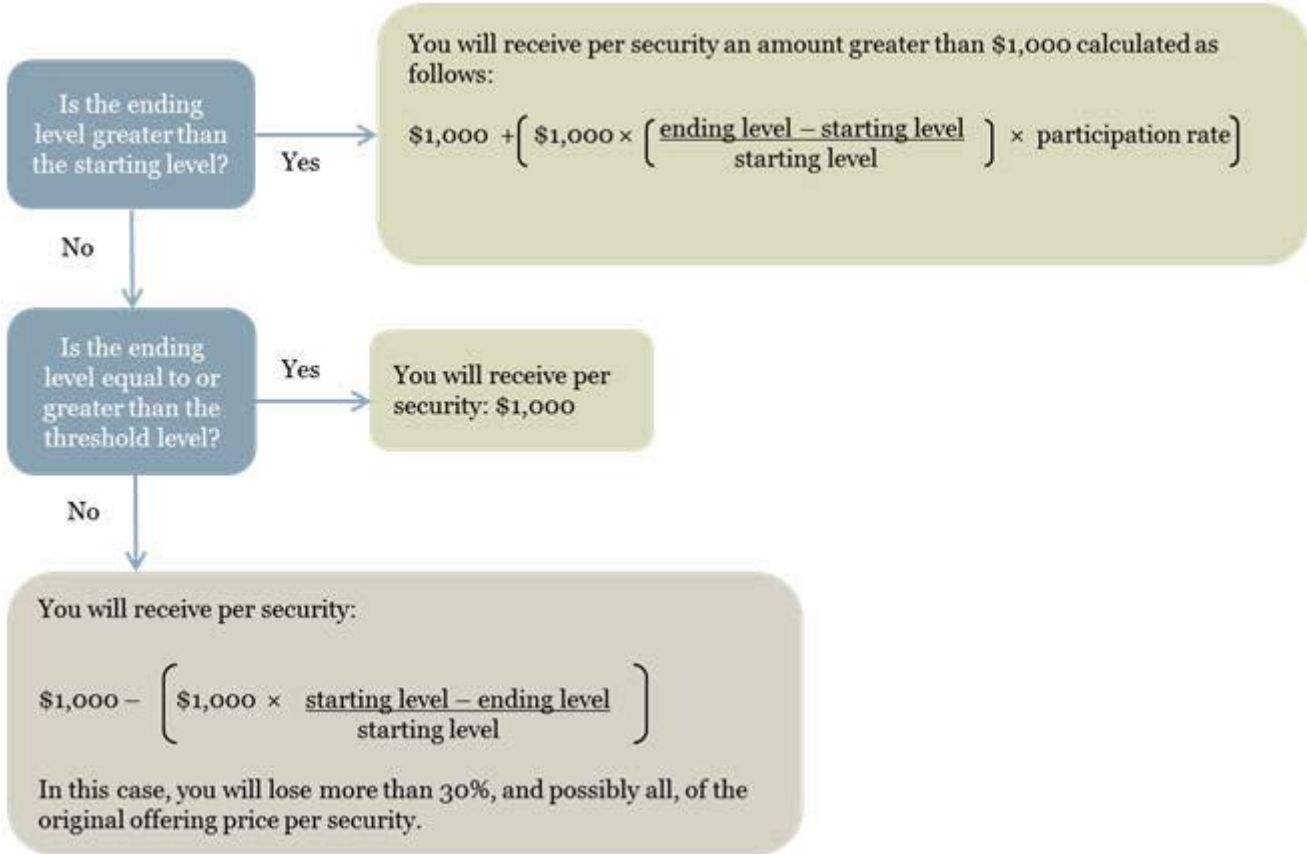 Is the ending
level greater than
the starting level?
Yes
You will receive per security an amount greater than $1,000 calculated as
follows:
$1,000 + ( $1,000 × ( ending level – starting level ) × participation rate )
starting level
No
Is the ending
level equal to or
greater than the
threshold level?
Yes
You will receive per
security: $1,000
No
You will receive per security:
$1,000 – ( $1,000 × starting level – ending level )
starting level
In this case, you will lose more than 30%, and possibly all, of the
original offering price per security.